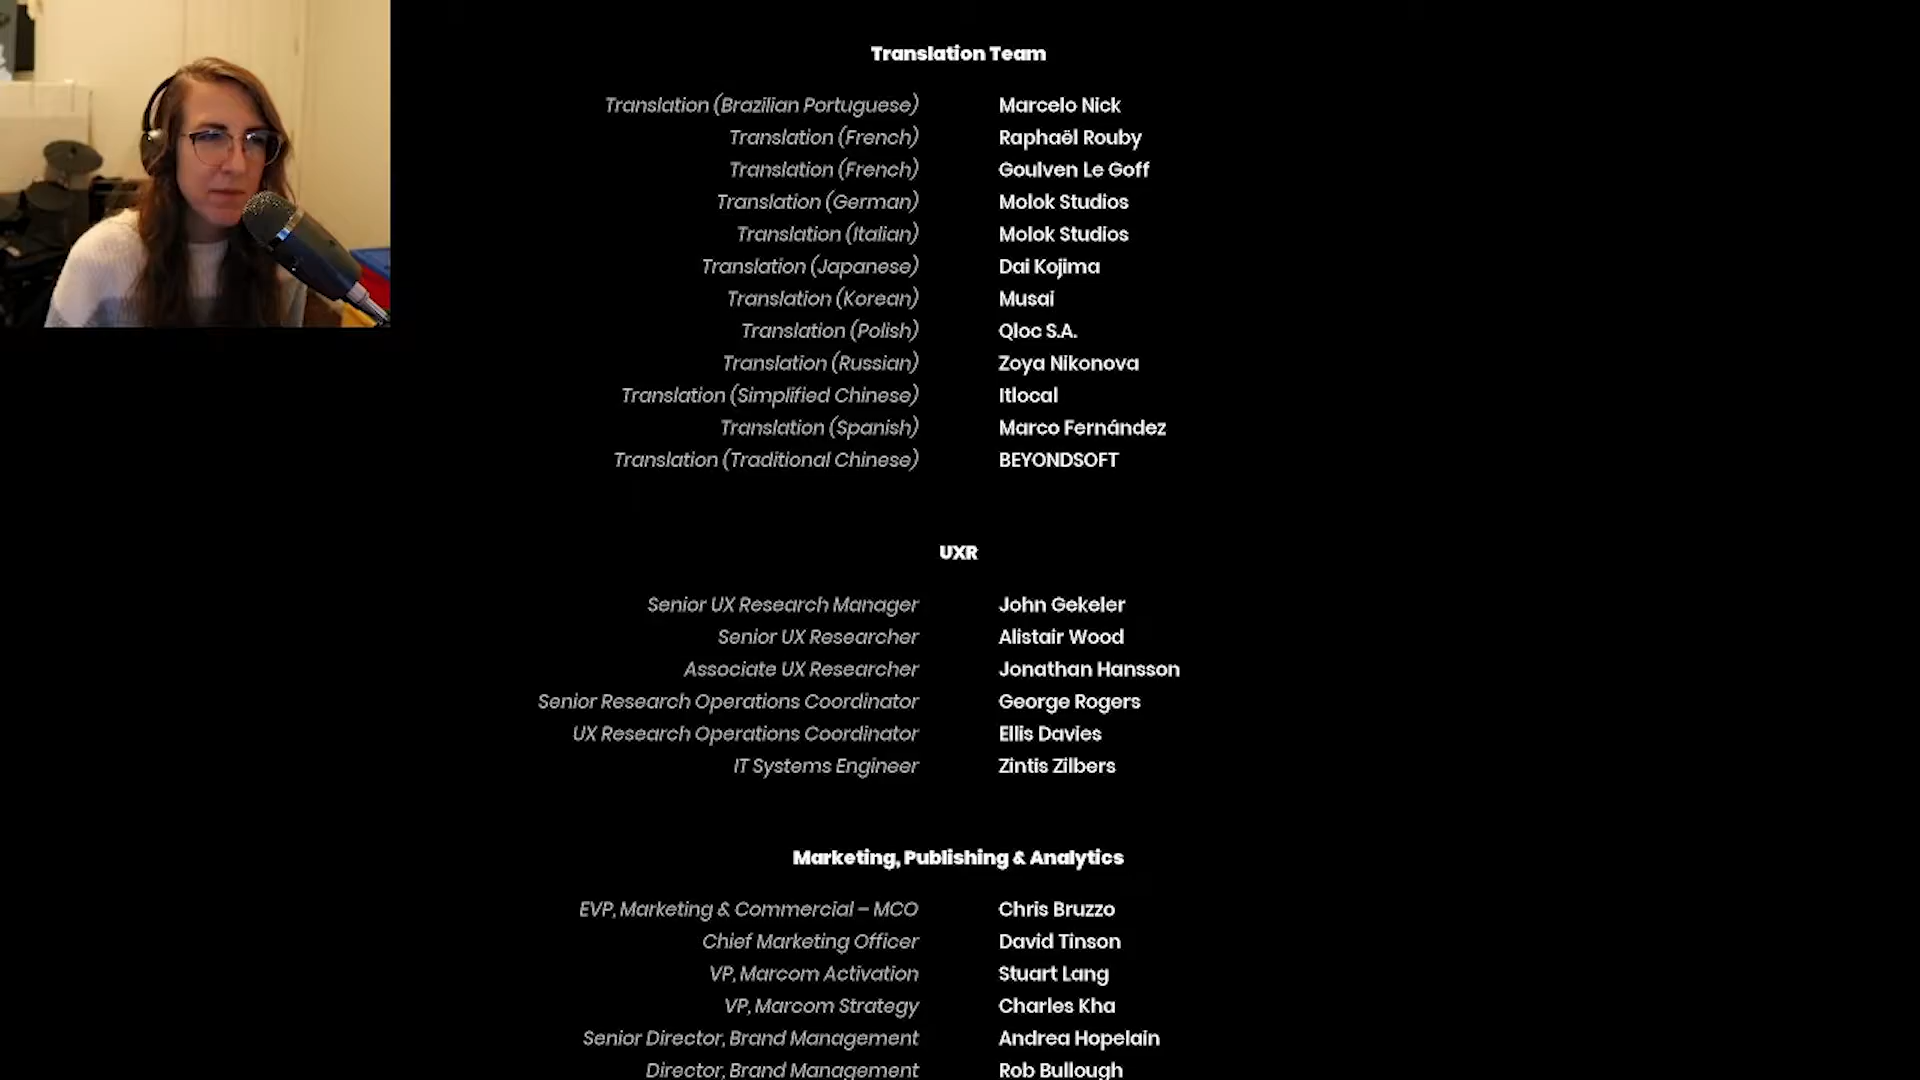 Translation Team
Translation (Brazilian Portuguese) Marcelo Nick
Translation (French) Raphaël Rouby
Translation (French) Goulven Le Goff
Translation (German) Molok Studios
Translation (Italian) Molok Studios
Translation (Japanese) Dai Kojima
Translation (Korean) Musai
Translation (Polish) Qloc S.A.
Translation (Russian) Zoya Nikonova
Translation (Simplified Chinese) Itlocal
Translation (Spanish) Marco Fernández
Translation (Traditional Chinese) BEYONDSOFT
UXR
Senior UX Research Manager John Gekeler
Senior UX Researcher Alistair Wood
Associate UX Researcher Jonathan Hansson
Senior Research Operations Coordinator George Rogers
UX Research Operations Coordinator Ellis Davies
IT Systems Engineer Zintis Zilbers
Marketing, Publishing & Analytics
EVP, Marketing & Commercial – MCO Chris Bruzzo
Chief Marketing Officer David Tinson
VP, Marcom Activation Stuart Lang
VP, Marcom Strategy Charles Kha
Senior Director, Brand Management Andrea Hopelain
Director, Brand Management Rob Bullough